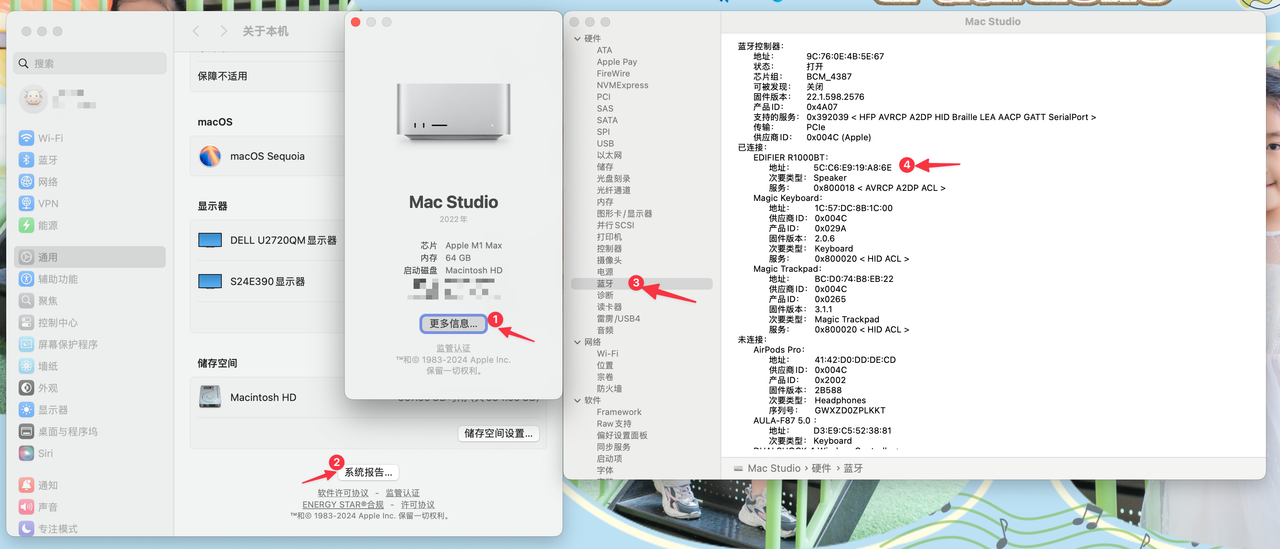 关于本机
搜索
Wi-Fi
蓝牙
网络
VPN
能源
通用
辅助功能
聚焦
控制中心
屏幕保护程序
墙纸
外观
显示器
桌面与程序坞
Siri
通知
声音
专注模式
保障不适用
macOS
macOS Sequoia
显示器
DELL U2720QM显示器
S24E390显示器
储存空间
Macintosh HD
储存空间设置...
2
系统报告...
软件许可协议 - 监管认证
ENERGY STAR®合规 - 许可协议
™和© 1983-2024 Apple Inc. 保留一切权利。
Mac Studio
2022年
芯片 Apple M1 Max
内存 64 GB
启动磁盘 Macintosh HD
更多信息...
1
监管认证
™和© 1983-2024 Apple Inc.
保留一切权利。
Mac Studio
硬件
ATA
Apple Pay
FireWire
NVMExpress
PCI
SAS
SATA
SPI
USB
以太网
储存
光盘刻录
光纤通道
内存
图形卡/显示器
并行SCSI
打印机
控制器
摄像头
电源
蓝牙
3
诊断
读卡器
雷雳/USB4
音频
网络
Wi-Fi
位置
宗卷
防火墙
软件
Framework
Raw支持
偏好设置面板
同步服务
启动项
字体
蓝牙控制器:
地址: 9C:76:0E:4B:5E:67
状态: 打开
芯片组: BCM_4387
可被发现: 关闭
固件版本: 22.1.598.2576
产品ID: 0x4A07
支持的服务: 0x392039 < HFP AVRCP A2DP HID Braille LEA AACP GATT SerialPort >
传输: PCIe
供应商ID: 0x004C (Apple)
已连接:
EDIFIER R1000BT:
地址: 5C:C6:E9:19:A8:6E
4
次要类型: Speaker
服务: 0x800018 < AVRCP A2DP ACL >
Magic Keyboard:
地址: 1C:57:DC:8B:1C:00
供应商ID: 0x004C
产品ID: 0x029A
固件版本: 2.0.6
次要类型: Keyboard
服务: 0x800020 < HID ACL >
Magic Trackpad:
地址: BC:D0:74:B8:EB:22
供应商ID: 0x004C
产品ID: 0x0265
固件版本: 3.1.1
次要类型: Magic Trackpad
服务: 0x800020 < HID ACL >
未连接:
AirPods Pro:
地址: 41:42:D0:DD:DE:CD
供应商ID: 0x004C
产品ID: 0x2002
固件版本: 2B588
次要类型: Headphones
序列号: GWXZD0ZPLKKT
AULA-F87 5.0 :
地址: D3:E9:C5:52:38:81
次要类型: Keyboard
Mac Studio › 硬件 › 蓝牙